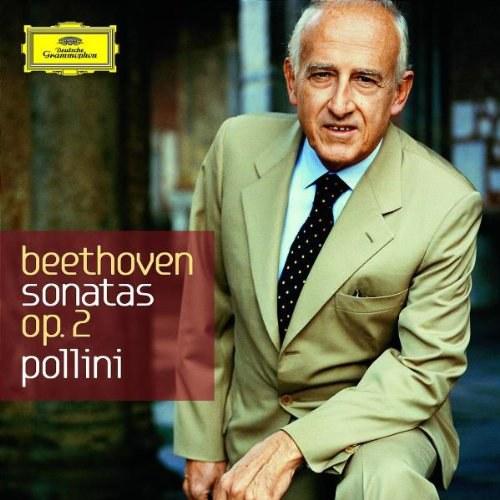 Deutsche
Grammophon
beethoven
sonatas
op. 2
pollini